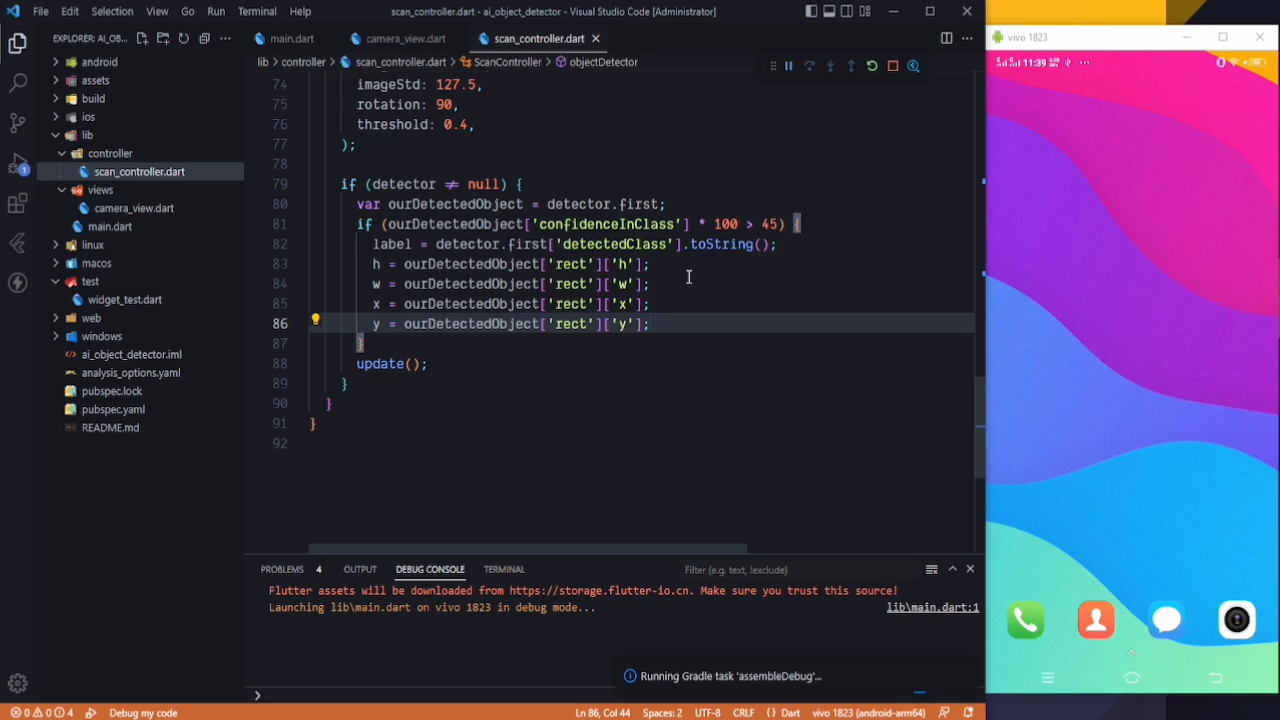 File Edit Selection View Go Run Terminal Help
scan_controller.dart - ai_object_detector - Visual Studio Code [Administrator]
EXPLORER: AI_OB...
android
assets
build
ios
lib
controller
scan_controller.dart
views
camera_view.dart
main.dart
linux
macos
test
widget_test.dart
web
windows
ai_object_detector.iml
analysis_options.yaml
pubspec.lock
pubspec.yaml
README.md
1
main.dart camera_view.dart scan_controller.dart
lib > controller > scan_controller.dart > ScanController > objectDetector
74 imageStd: 127.5,
75 rotation: 90,
76 threshold: 0.4,
77 );
78
79 if (detector ≠ null) {
80 var ourDetectedObject = detector.first;
81 if (ourDetectedObject['confidenceInClass'] * 100 > 45) {
82 label = detector.first['detectedClass'].toString();
83 h = ourDetectedObject['rect']['h'];
84 w = ourDetectedObject['rect']['w'];
85 x = ourDetectedObject['rect']['x'];
86 y = ourDetectedObject['rect']['y'];
87 }
88 update();
89 }
90 }
91 }
92
PROBLEMS 4 OUTPUT DEBUG CONSOLE TERMINAL Filter (e.g. text, !exclude)
Flutter assets will be downloaded from https://storage.flutter-io.cn. Make sure you trust this source!
Launching lib\main.dart on vivo 1823 in debug mode... lib\main.dart:1
Running Gradle task 'assembleDebug'...
0 0 4 Debug my code Ln 86, Col 44 Spaces: 2 UTF-8 CRLF {} Dart vivo 1823 (android-arm64)
vivo 1823
11:39